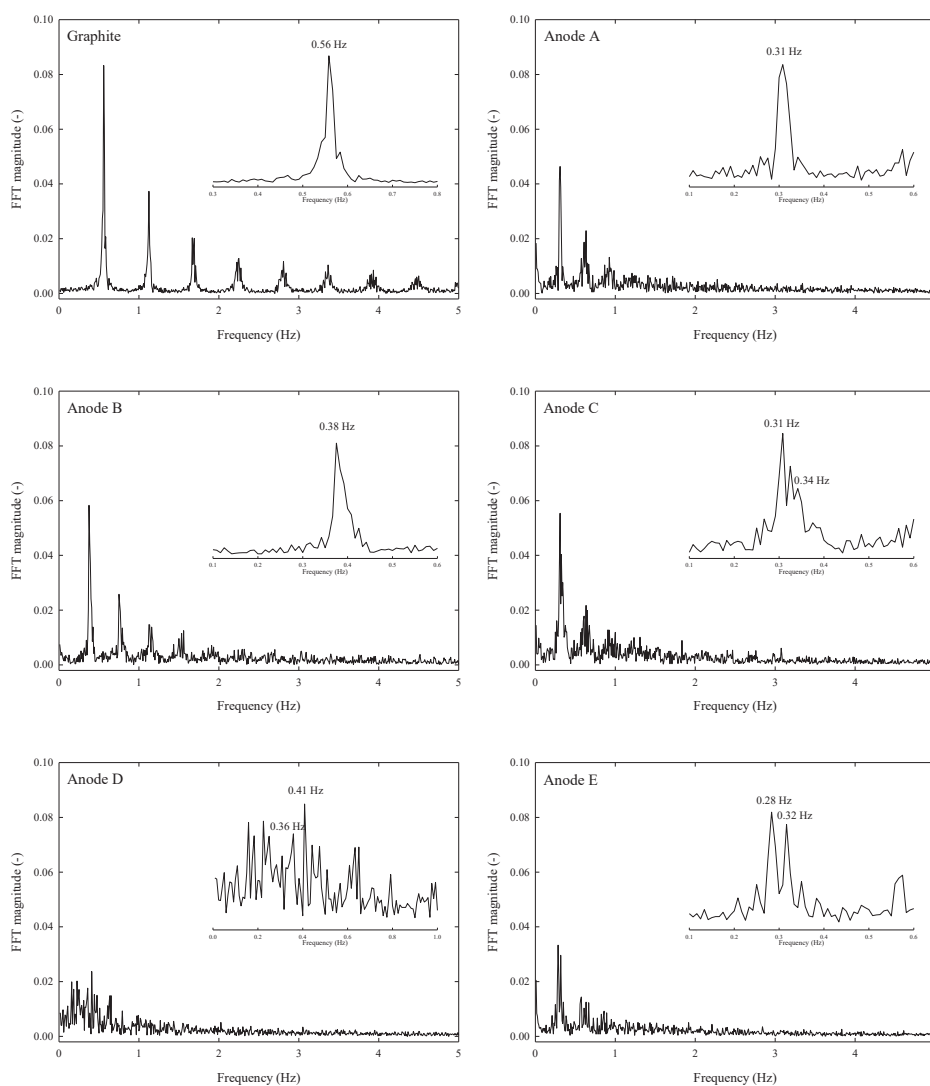 Graphite
0.56 Hz
FFT magnitude (-)
0.10
0.08
0.06
0.04
0.02
0.00
0.3 0.4 0.5 0.6 0.7 0.8
Frequency (Hz)
0 1 2 3 4 5
Frequency (Hz)
Anode A
0.31 Hz
FFT magnitude (-)
0.10
0.08
0.06
0.04
0.02
0.00
0.1 0.2 0.3 0.4 0.5 0.6
Frequency (Hz)
0 1 2 3 4
Frequency (Hz)
Anode B
0.38 Hz
FFT magnitude (-)
0.10
0.08
0.06
0.04
0.02
0.00
0.1 0.2 0.3 0.4 0.5 0.6
Frequency (Hz)
0 1 2 3 4 5
Frequency (Hz)
Anode C
0.31 Hz
0.34 Hz
FFT magnitude (-)
0.10
0.08
0.06
0.04
0.02
0.00
0.1 0.2 0.3 0.4 0.5 0.6
Frequency (Hz)
0 1 2 3 4
Frequency (Hz)
Anode D
0.41 Hz
0.36 Hz
FFT magnitude (-)
0.10
0.08
0.06
0.04
0.02
0.00
0.0 0.2 0.4 0.6 0.8 1.0
Frequency (Hz)
0 1 2 3 4 5
Frequency (Hz)
Anode E
0.28 Hz
0.32 Hz
FFT magnitude (-)
0.10
0.08
0.06
0.04
0.02
0.00
0.1 0.2 0.3 0.4 0.5 0.6
Frequency (Hz)
0 1 2 3 4
Frequency (Hz)